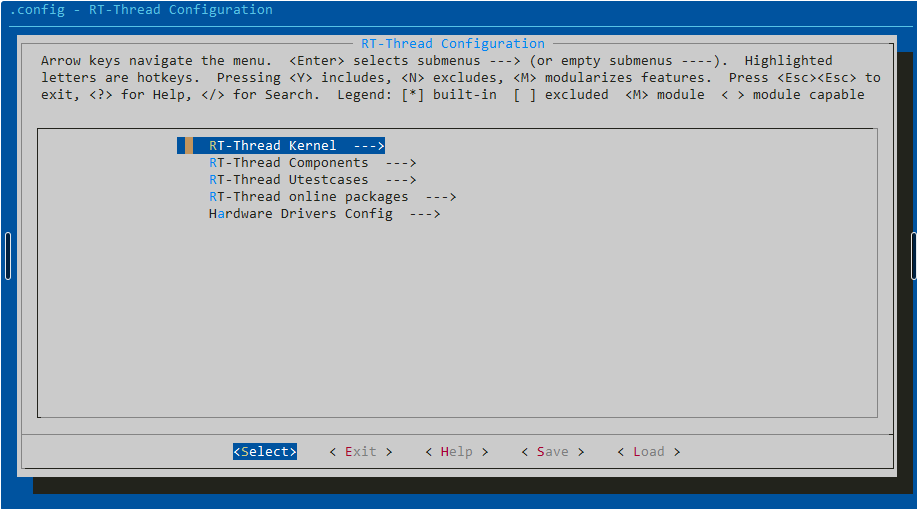 .config - RT-Thread Configuration
RT-Thread Configuration
Arrow keys navigate the menu.  <Enter> selects submenus ---> (or empty submenus ----).  Highlighted
letters are hotkeys.  Pressing <Y> includes, <N> excludes, <M> modularizes features.  Press <Esc><Esc> to
exit, <?> for Help, </> for Search.  Legend: [*] built-in  [ ] excluded  <M> module  < > module capable
RT-Thread Kernel  --->
RT-Thread Components  --->
RT-Thread Utestcases  --->
RT-Thread online packages  --->
Hardware Drivers Config  --->
<Select>    < Exit >    < Help >    < Save >    < Load >